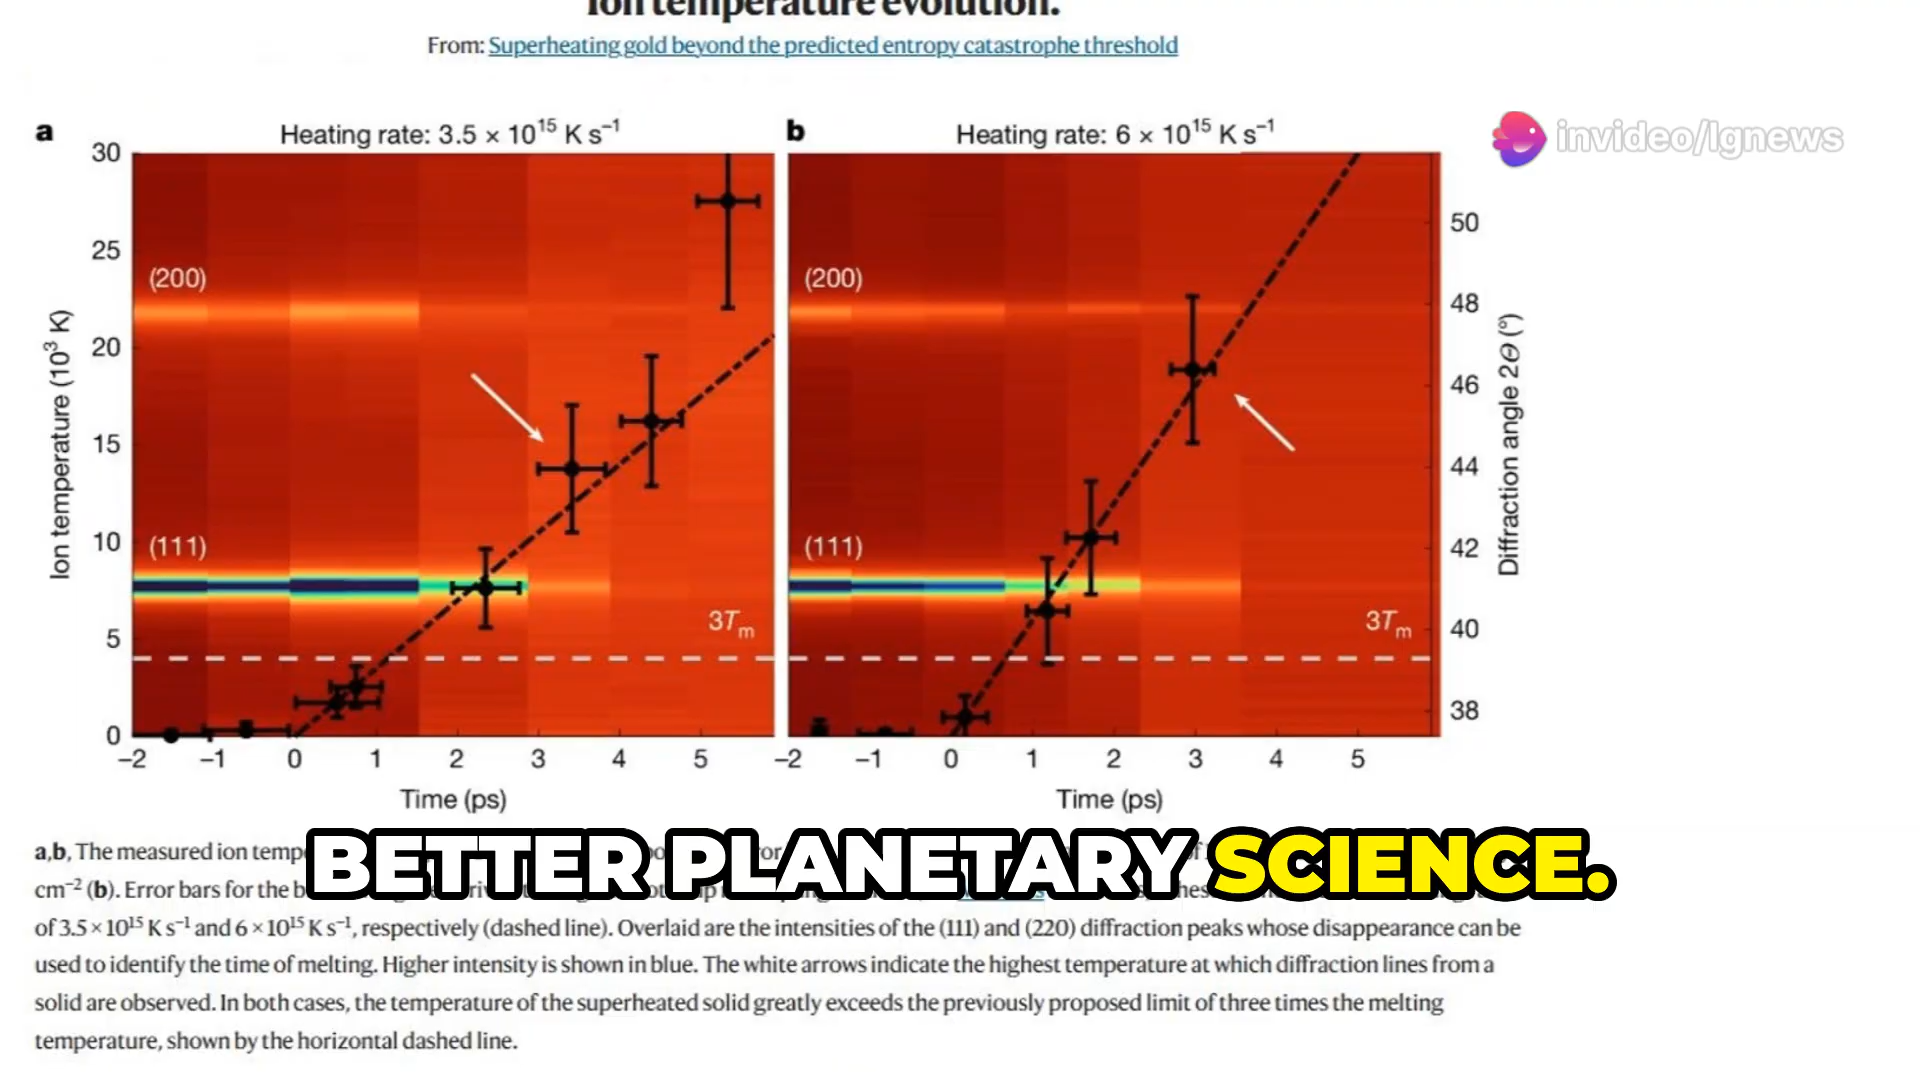 Ion temperature evolution.
From: Superheating gold beyond the predicted entropy catastrophe threshold
invideo/Ignews
a
Heating rate: 3.5 × 10¹⁵ K s⁻¹
b
Heating rate: 6 × 10¹⁵ K s⁻¹
30
25
20
15
10
5
0
Ion temperature (10³ K)
(200)
(111)
3Tm
(200)
(111)
3Tm
50
48
46
44
42
40
38
Diffraction angle 2Θ (°)
–2 –1 0 1 2 3 4 5
–2 –1 0 1 2 3 4 5
Time (ps)
Time (ps)
BETTER PLANETARY SCIENCE.
a,b, The measured ion
cm⁻² (b). Error bars for the
of 3.5 × 10¹⁵ K s⁻¹ and 6 × 10¹⁵ K s⁻¹, respectively (dashed line). Overlaid are the intensities of the (111) and (220) diffraction peaks whose disappearance can be
used to identify the time of melting. Higher intensity is shown in blue. The white arrows indicate the highest temperature at which diffraction lines from a
solid are observed. In both cases, the temperature of the superheated solid greatly exceeds the previously proposed limit of three times the melting
temperature, shown by the horizontal dashed line.